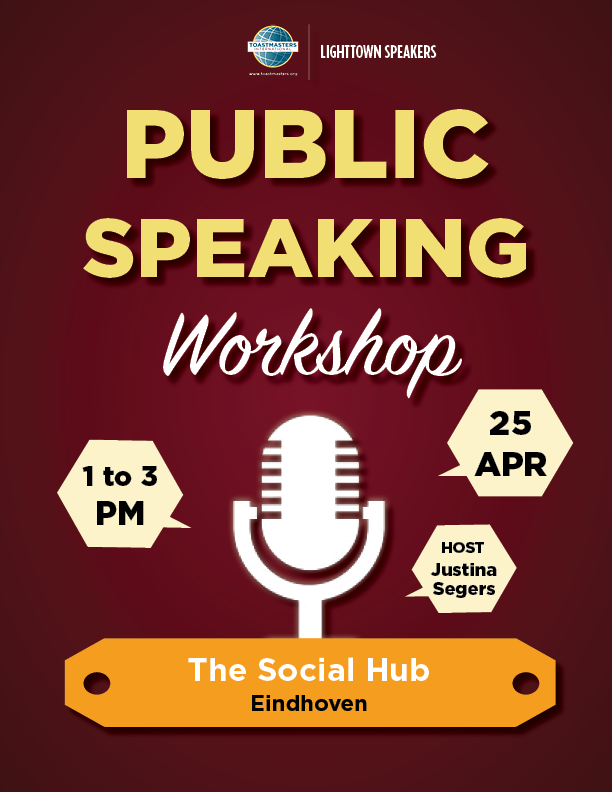 TOASTMASTERS
INTERNATIONAL
www.toastmasters.org
LIGHTTOWN SPEAKERS
PUBLIC
SPEAKING
Workshop
25
APR
1 to 3
PM
HOST
Justina
Segers
The Social Hub
Eindhoven